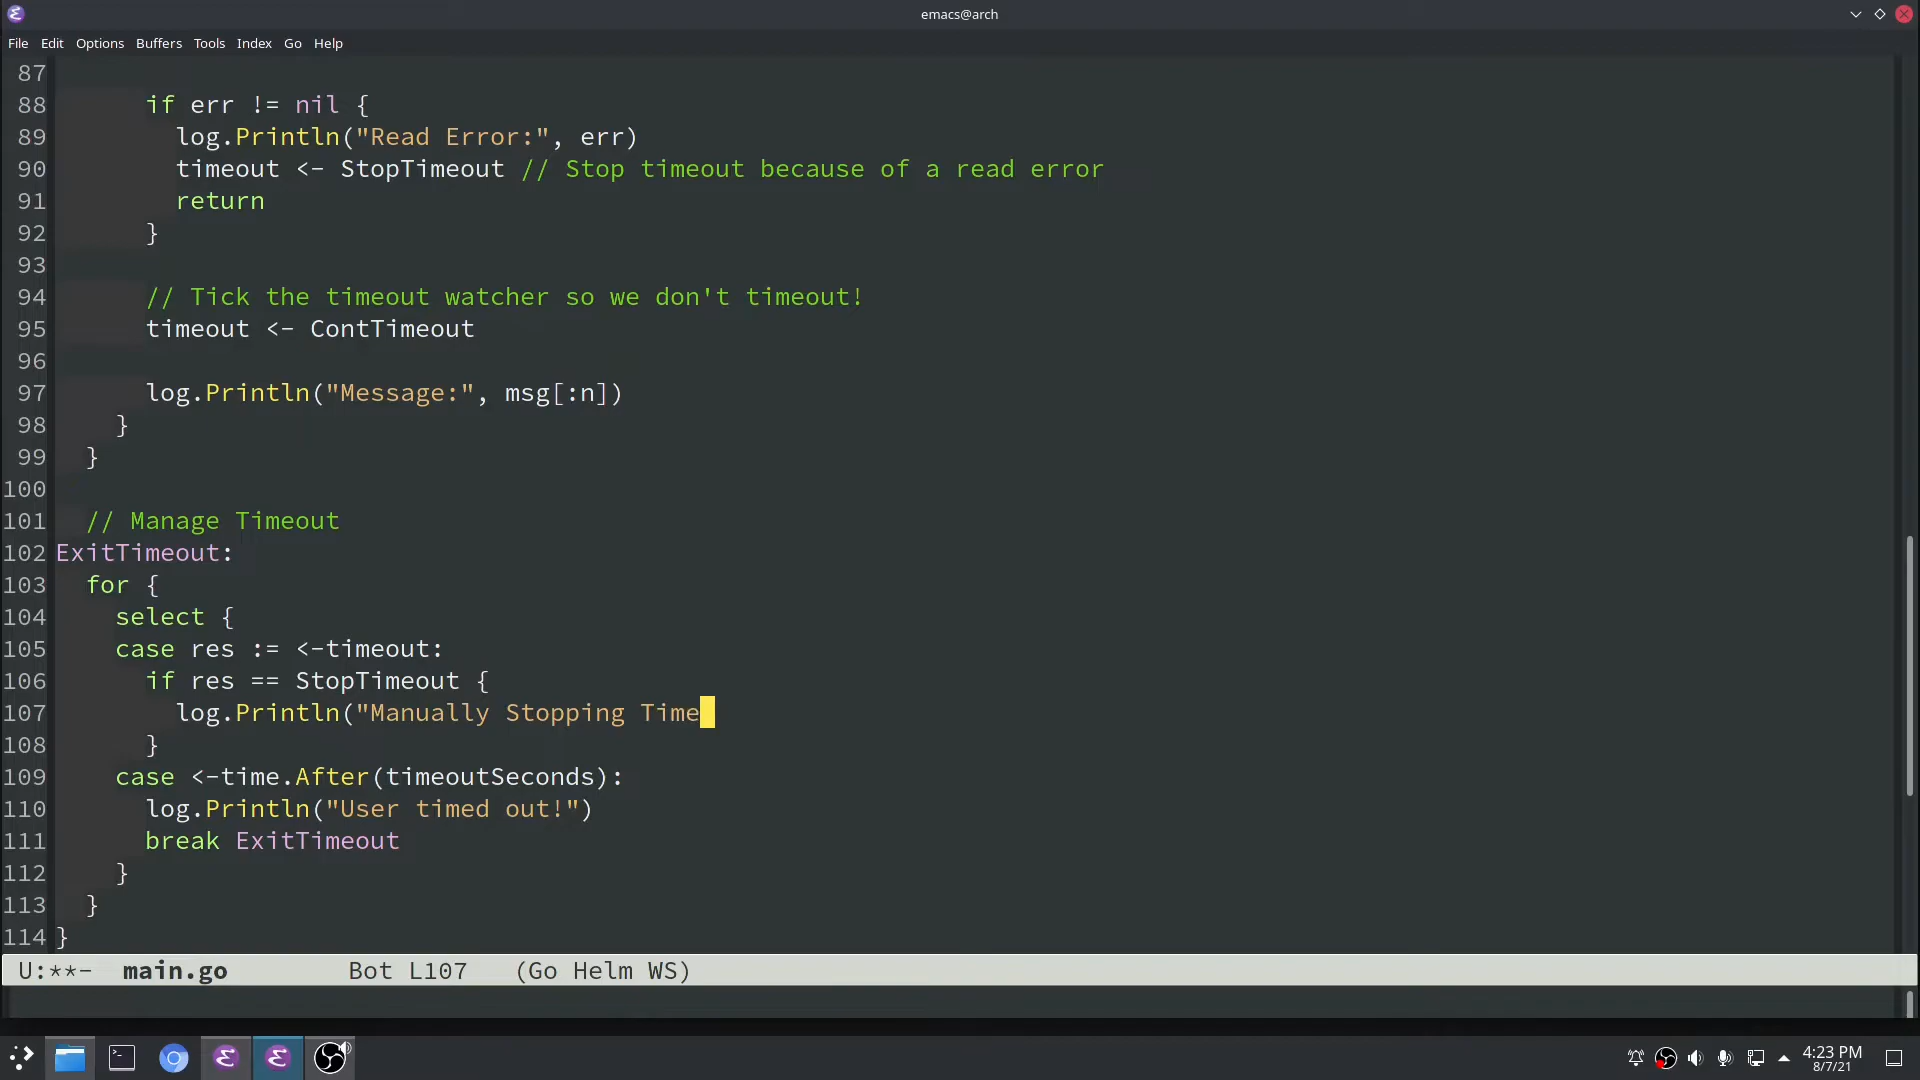 emacs@arch
File Edit Options Buffers Tools Index Go Help
87
88 if err != nil {
89 log.Println("Read Error:", err)
90 timeout <- StopTimeout // Stop timeout because of a read error
91 return
92 }
93
94 // Tick the timeout watcher so we don't timeout!
95 timeout <- ContTimeout
96
97 log.Println("Message:", msg[:n])
98 }
99 }
100
101 // Manage Timeout
102 ExitTimeout:
103 for {
104 select {
105 case res := <-timeout:
106 if res == StopTimeout {
107 log.Println("Manually Stopping Time
108 }
109 case <-time.After(timeoutSeconds):
110 log.Println("User timed out!")
111 break ExitTimeout
112 }
113 }
114 }
U:**- main.go Bot L107 (Go Helm WS)
4:23 PM
8/7/21